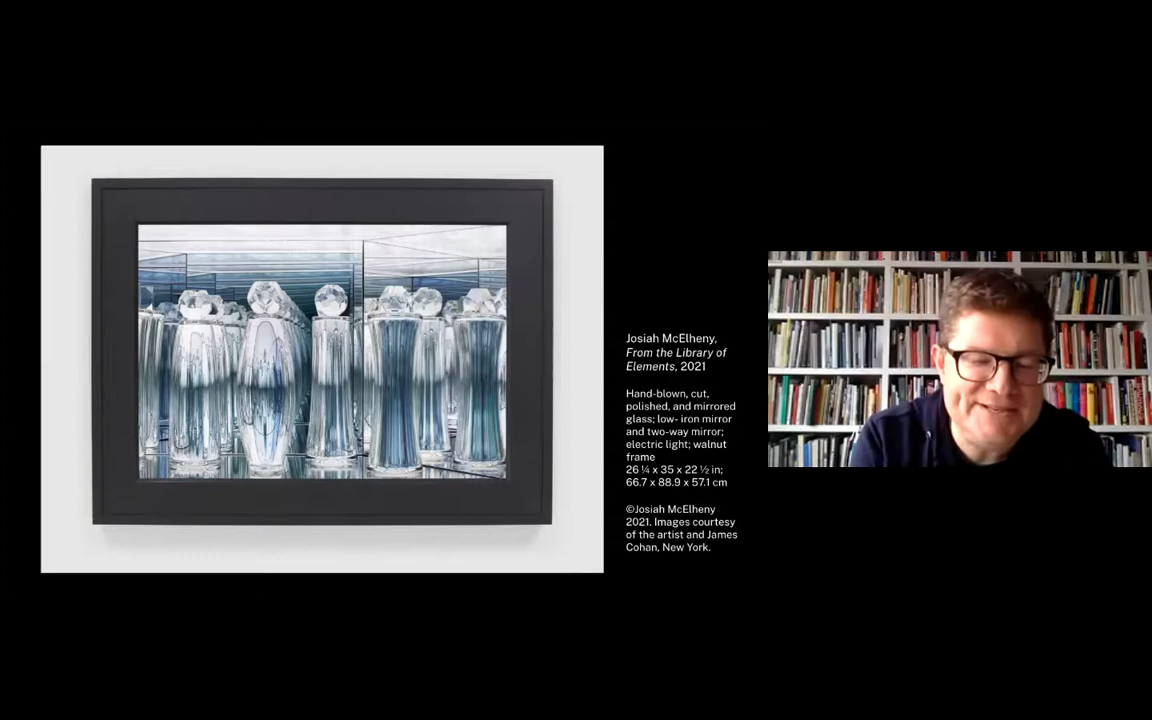 Josiah McElheny,
From the Library of
Elements, 2021
Hand-blown, cut,
polished, and mirrored
glass; low- iron mirror
and two-way mirror;
electric light; walnut
frame
26 ¼ x 35 x 22 ½ in;
66.7 x 88.9 x 57.1 cm
©Josiah McElheny
2021. Images courtesy
of the artist and James
Cohan, New York.